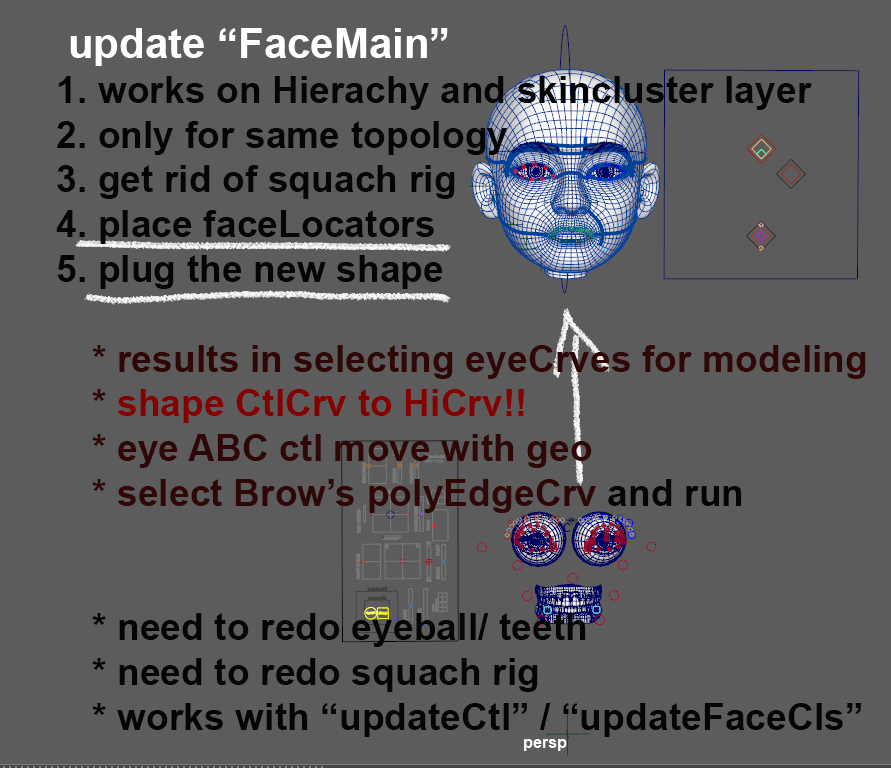 update “FaceMain”
1. works on Hierachy and skincluster layer
2. only for same topology
3. get rid of squach rig
4. place faceLocators
5. plug the new shape
* results in selecting eyeCrves for modeling
* shape CtlCrv to HiCrv!!
* eye ABC ctl move with geo
* select Brow’s polyEdgeCrv and run
* need to redo eyeball/ teeth
* need to redo squach rig
* works with “updateCtl” / “updateFaceCls”
persp